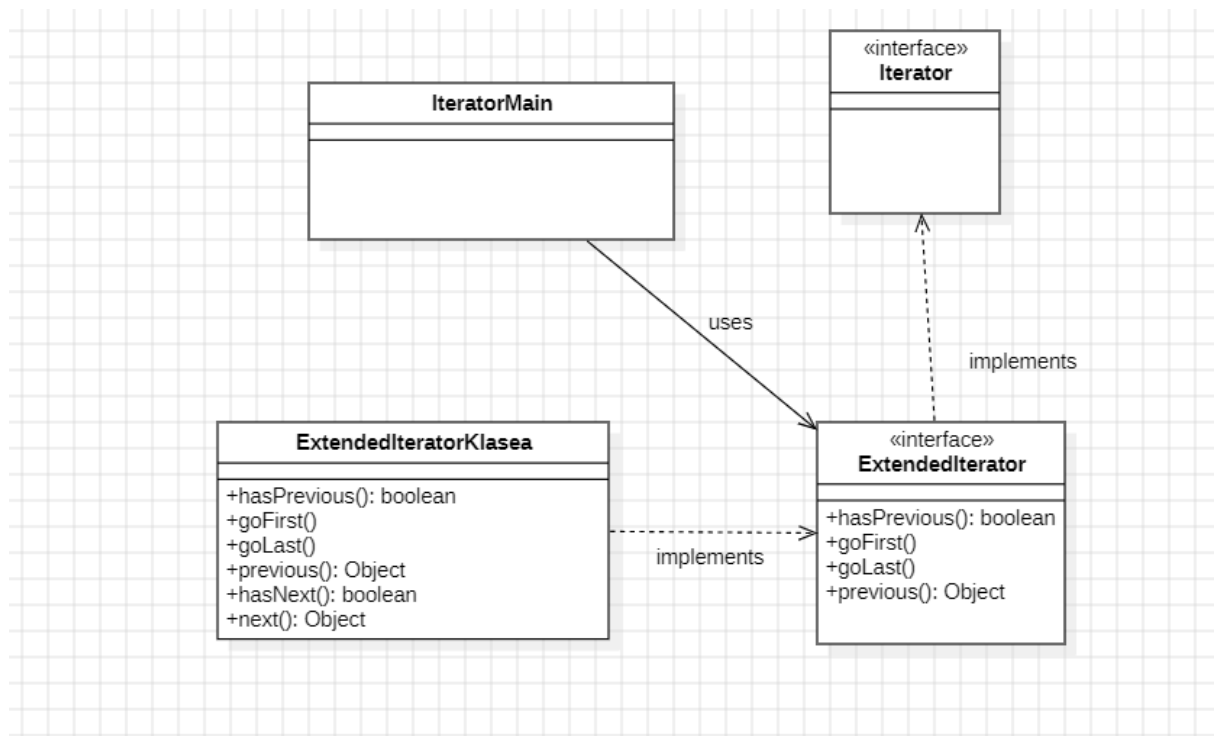 «interface»
Iterator
IteratorMain
uses
implements
ExtendedIteratorKlasea
+hasPrevious(): boolean
+goFirst()
+goLast()
+previous(): Object
+hasNext(): boolean
+next(): Object
implements
«interface»
ExtendedIterator
+hasPrevious(): boolean
+goFirst()
+goLast()
+previous(): Object